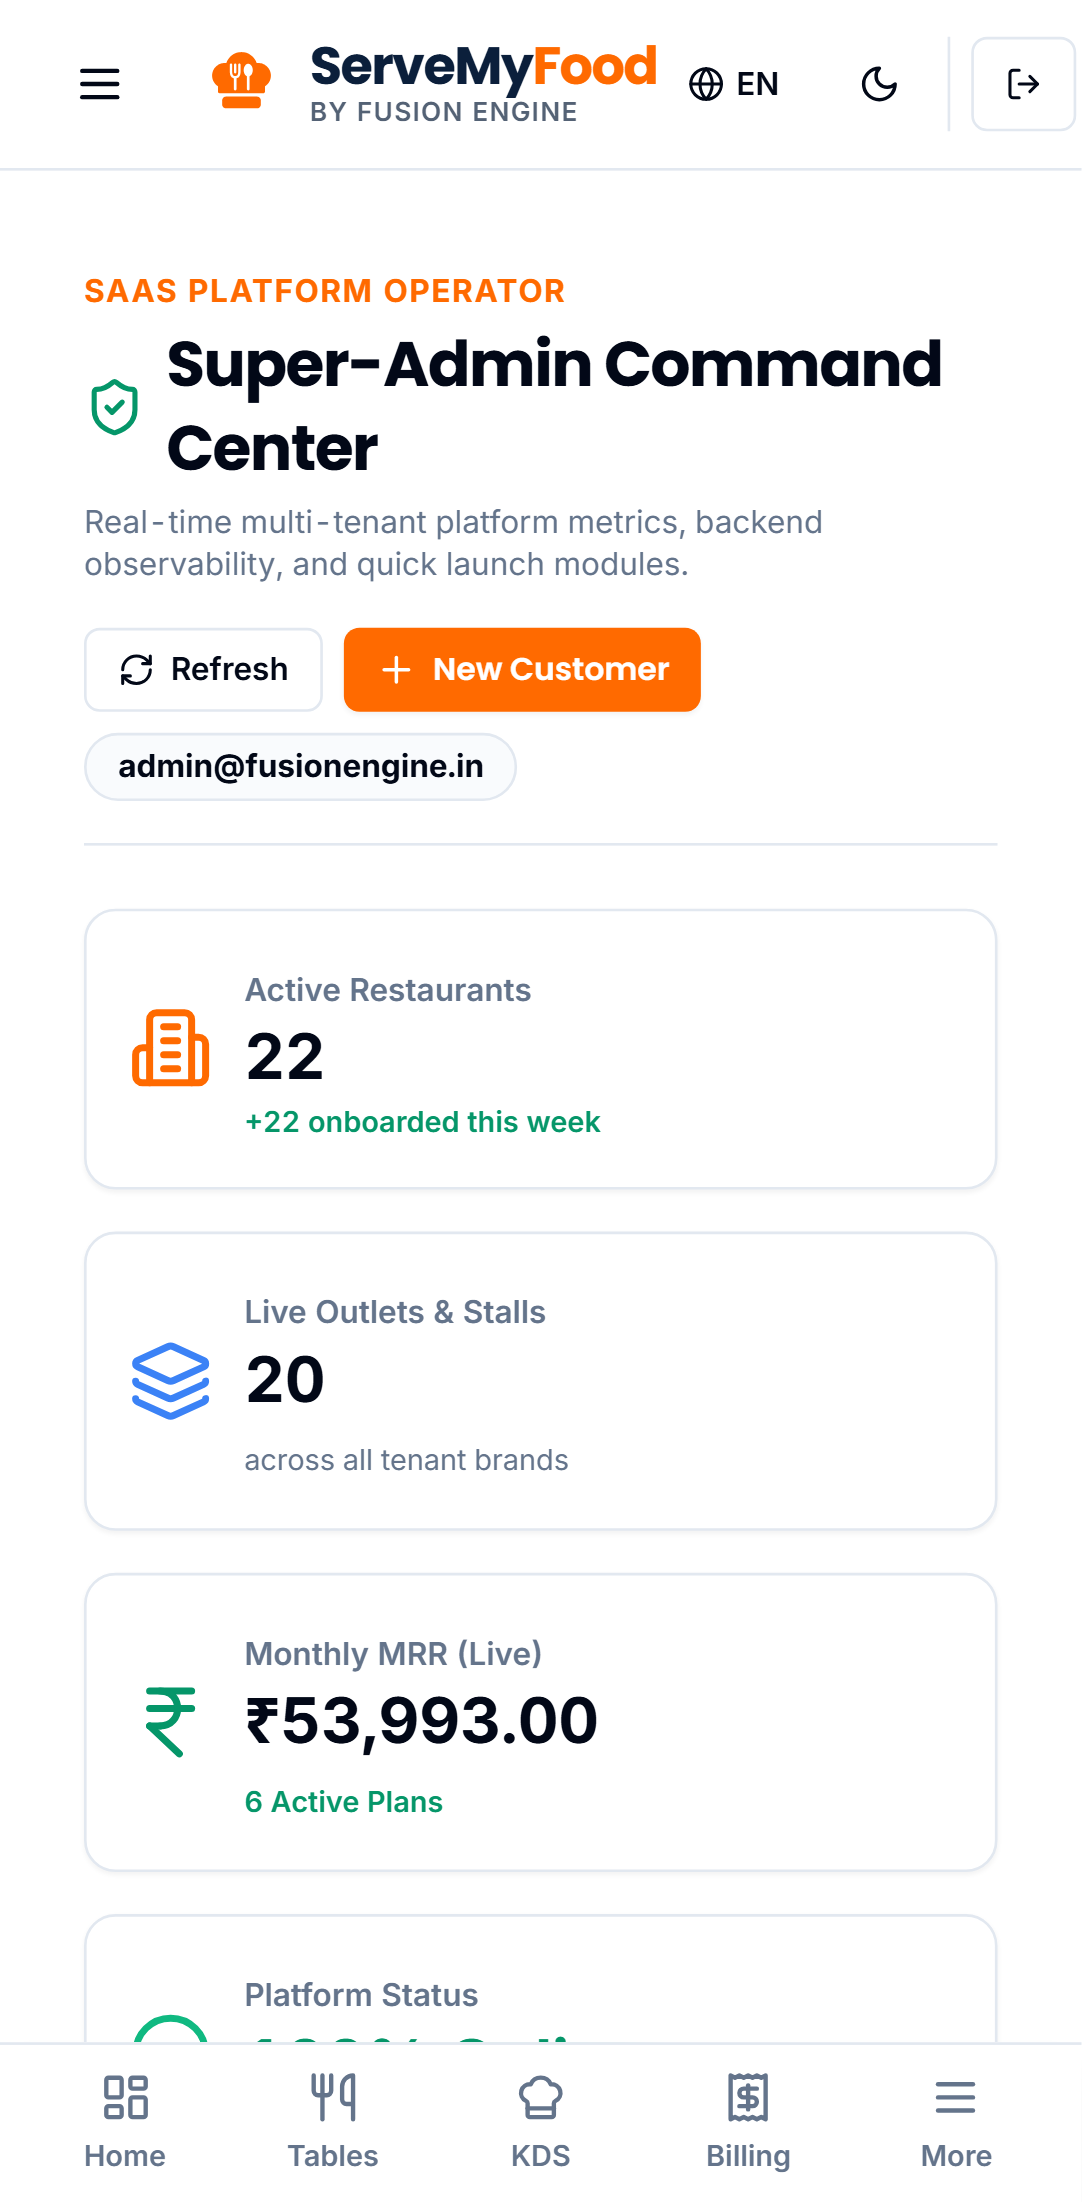 ServeMyFood
BY FUSION ENGINE
EN
SAAS PLATFORM OPERATOR
Super-Admin Command
Center
Real-time multi-tenant platform metrics, backend
observability, and quick launch modules.
Refresh
New Customer
admin@fusionengine.in
Active Restaurants
22
+22 onboarded this week
Live Outlets & Stalls
20
across all tenant brands
Monthly MRR (Live)
₹53,993.00
6 Active Plans
Platform Status
Home
Tables
KDS
Billing
More